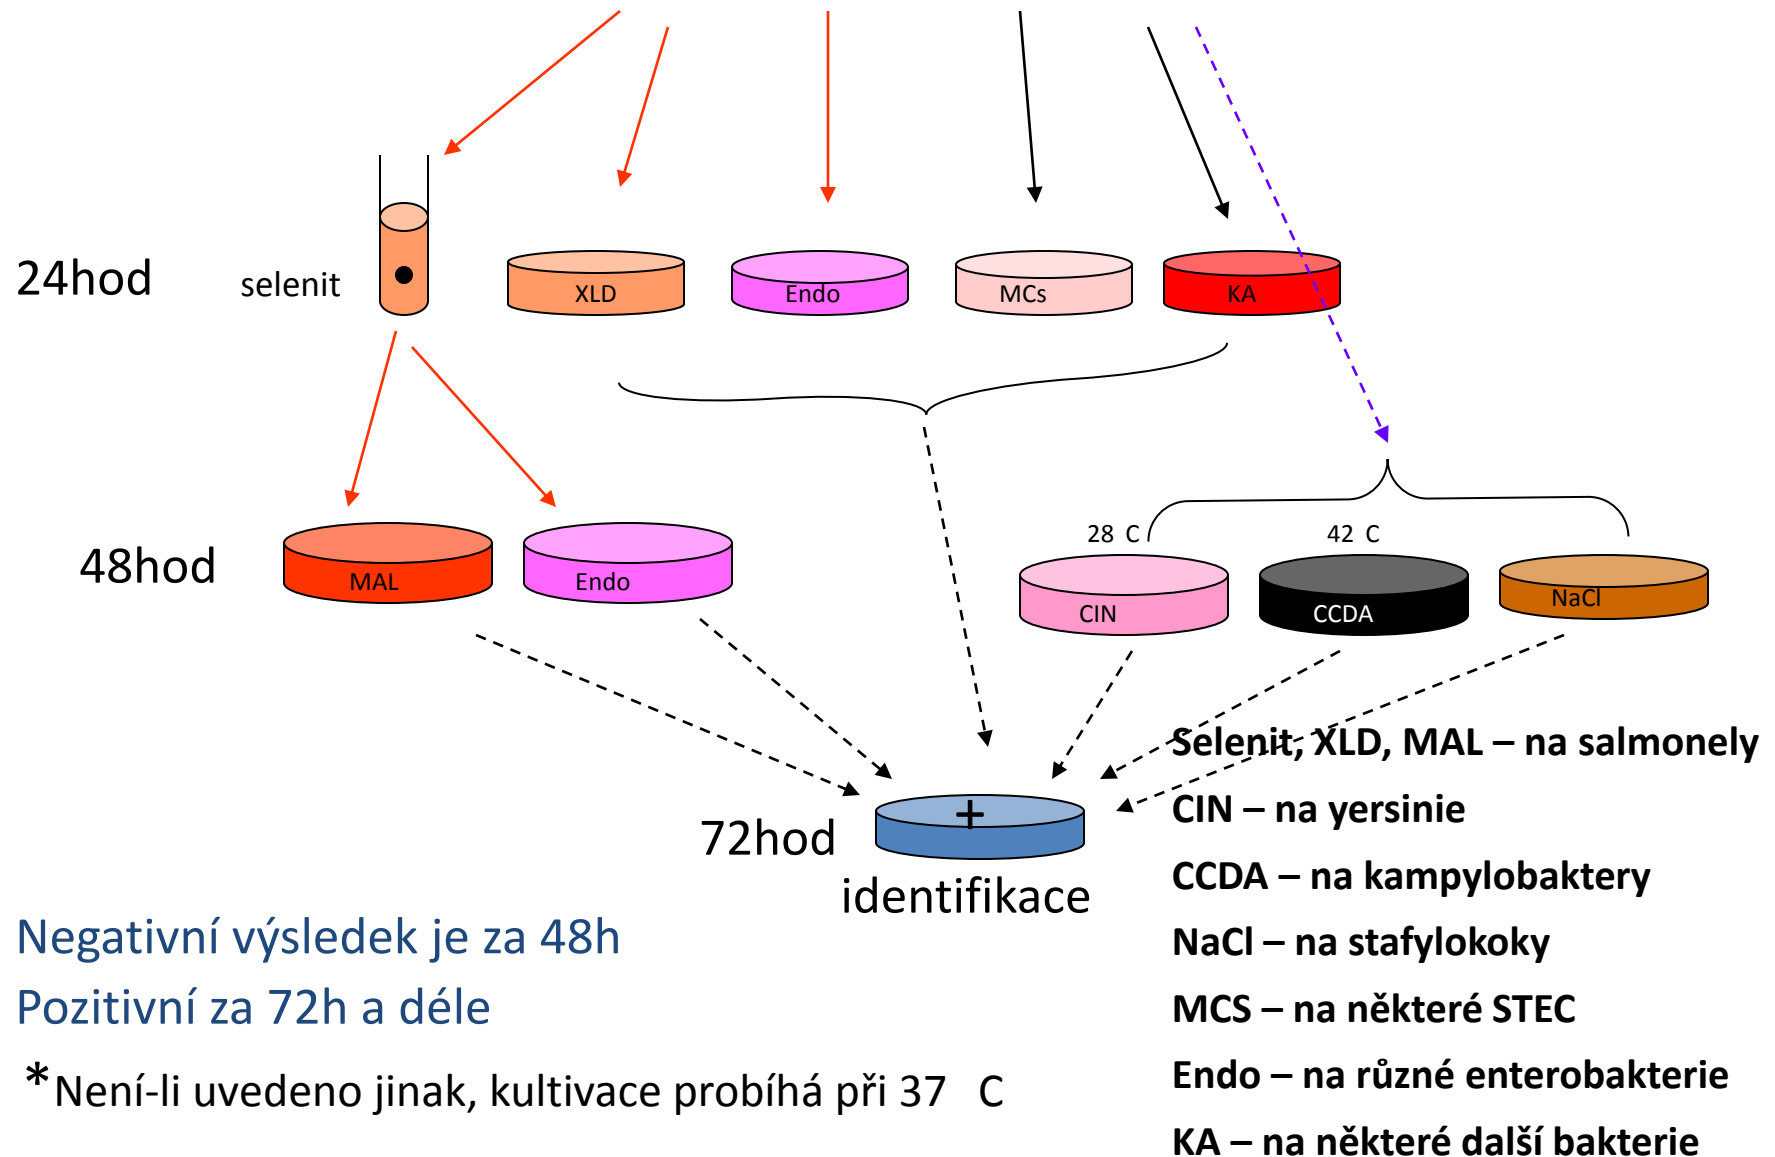 24hod
selenit
XLD
Endo
MCs
KA
48hod
MAL
Endo
28 C
42 C
CIN
CCDA
NaCl
72hod
+
identifikace
Selenit, XLD, MAL – na salmonely
CIN – na yersinie
CCDA – na kampylobaktery
NaCl – na stafylokoky
MCS – na některé STEC
Endo – na různé enterobakterie
KA – na některé další bakterie
Negativní výsledek je za 48h
Pozitivní za 72h a déle
*Není-li uvedeno jinak, kultivace probíhá při 37 C